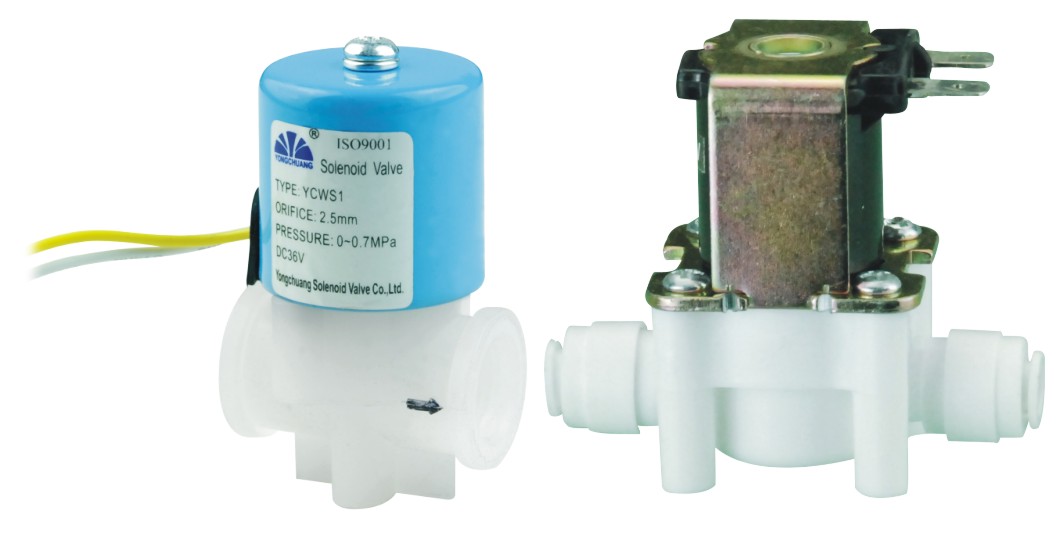 ®
ISO9001
YONGCHUANG
Solenoid Valve
TYPE: YCWS1
ORIFICE: 2.5mm
PRESSURE: 0~0.7MPa
DC36V
Yongchuang Solenoid Valve Co.,Ltd.